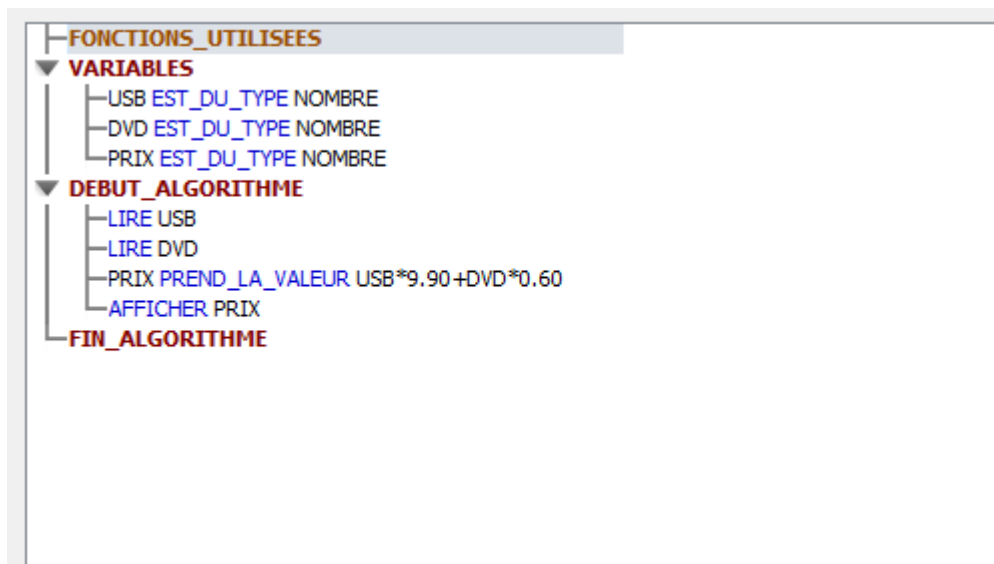 FONCTIONS_UTILISEES
VARIABLES
USB EST_DU_TYPE NOMBRE
DVD EST_DU_TYPE NOMBRE
PRIX EST_DU_TYPE NOMBRE
DEBUT_ALGORITHME
LIRE USB
LIRE DVD
PRIX PREND_LA_VALEUR USB*9.90+DVD*0.60
AFFICHER PRIX
FIN_ALGORITHME